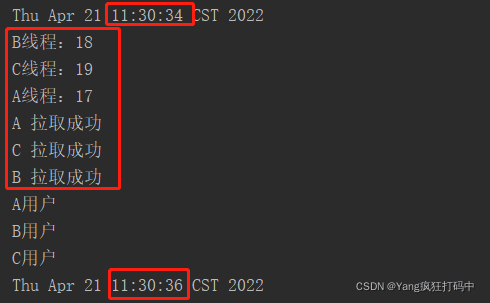 Thu Apr 21 11:30:34 CST 2022
B线程：18
C线程：19
A线程：17
A 拉取成功
C 拉取成功
B 拉取成功
A用户
B用户
C用户
Thu Apr 21 11:30:36 CST 2022
CSDN @Yang疯狂打码中